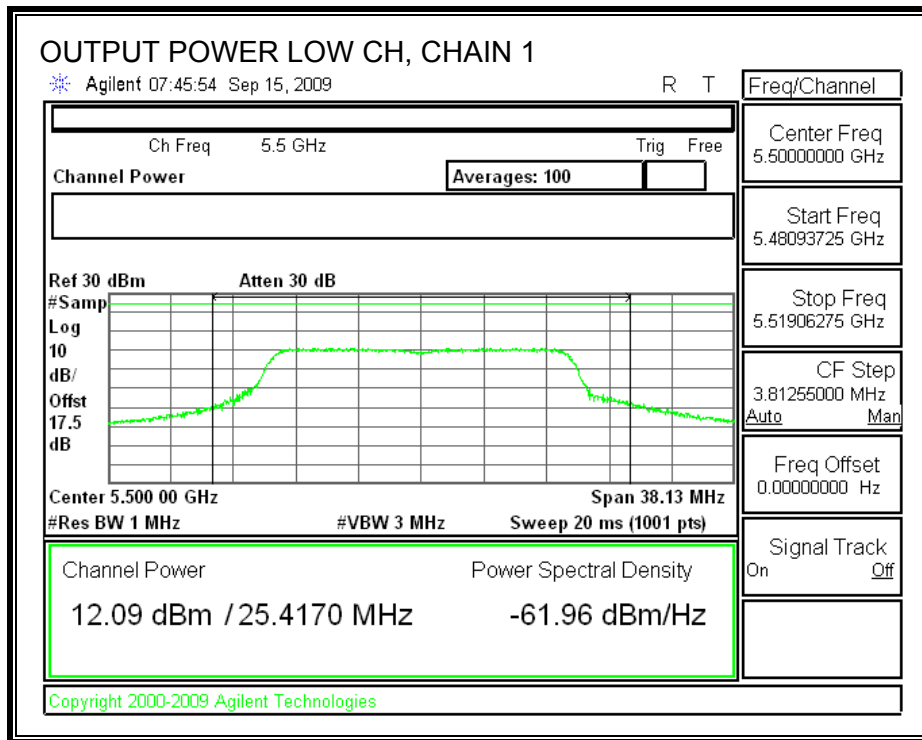 OUTPUT POWER LOW CH, CHAIN 1
Agilent 07:45:54 Sep 15, 2009 R T
Freq/Channel
Ch Freq 5.5 GHz Trig Free
Channel Power Averages: 100
Center Freq
5.50000000 GHz
Start Freq
5.48093725 GHz
Stop Freq
5.51906275 GHz
CF Step
3.81255000 MHz
Auto Man
Freq Offset
0.00000000 Hz
Signal Track
On Off
Ref 30 dBm Atten 30 dB
#Samp
Log
10
dB/
Offst
17.5
dB
Center 5.500 00 GHz Span 38.13 MHz
#Res BW 1 MHz #VBW 3 MHz Sweep 20 ms (1001 pts)
Channel Power Power Spectral Density
12.09 dBm / 25.4170 MHz -61.96 dBm/Hz
Copyright 2000-2009 Agilent Technologies